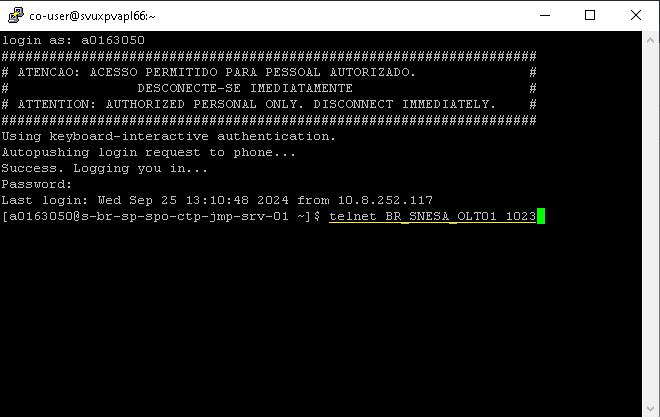 co-user@svuxpvapl66:~
login as: a0163050
################################################################
# ATENCAO: ACESSO PERMITIDO PARA PESSOAL AUTORIZADO. #
# DESCONECTE-SE IMEDIATAMENTE #
# ATTENTION: AUTHORIZED PERSONAL ONLY. DISCONNECT IMMEDIATELY. #
################################################################
Using keyboard-interactive authentication.
Autopushing login request to phone...
Success. Logging you in...
Password:
Last login: Wed Sep 25 13:10:48 2024 from 10.8.252.117
[a0163050@s-br-sp-spo-ctp-jmp-srv-01 ~]$ telnet BR_SNESA_OLT01 1023